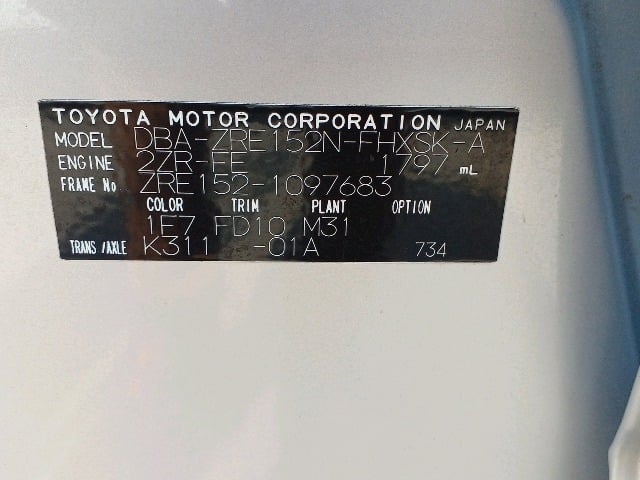 TOYOTA MOTOR CORPORATION JAPAN
MODEL DBA-ZRE152N-FHXSK-A
ENGINE 2ZR-FE 1797 mL
FRAME No ZRE152-1097683
COLOR TRIM PLANT OPTION
1E7 FD10 M31
TRANS/AXLE K311 -01A 734